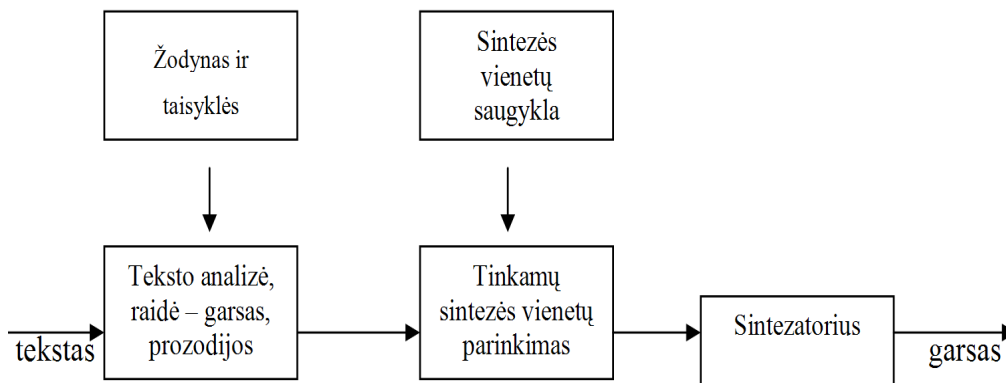 Žodynas ir
taisyklės
Sintezės
vienetų
saugykla
Teksto analizė,
raidė – garsas,
prozodijos
Tinkamų
sintezės vienetų
parinkimas
Sintezatorius
tekstas
garsas